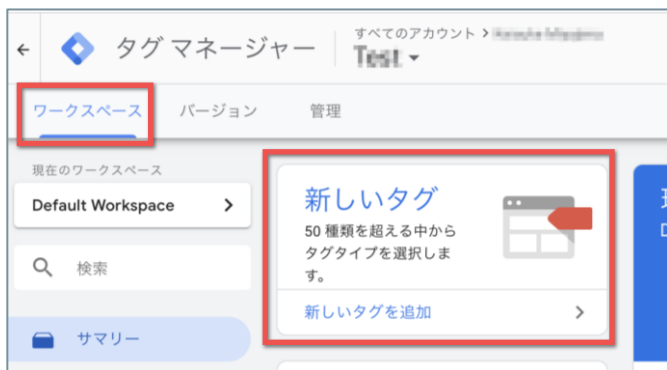 タグ マネージャー
すべてのアカウント >
Test
ワークスペース
バージョン
管理
現在のワークスペース
Default Workspace
検索
サマリー
新しいタグ
50 種類を超える中から
タグタイプを選択しま
す。
新しいタグを追加